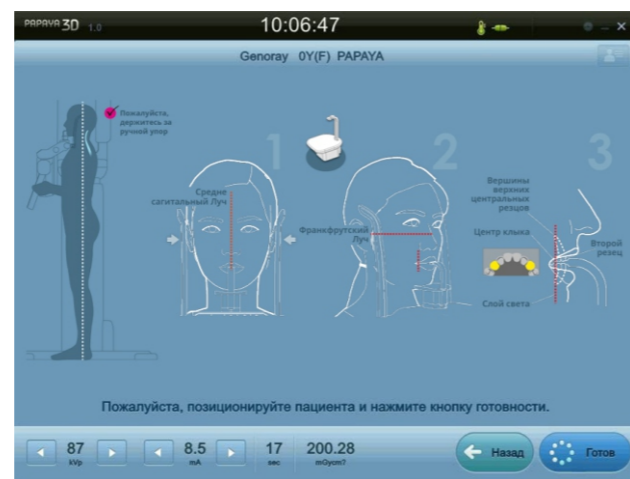 PAPAYA 3D 1.0
10:06:47
Genoray 0Y(F) PAPAYA
Пожалуйста,
держитесь за
ручной упор
1
2
3
Средне
сагитальный Луч
Франкфрутский
Луч
Вершины
верхних
центральных
резцов
Центр клыка
Второй
резец
Слой света
Пожалуйста, позиционируйте пациента и нажмите кнопку готовности.
87
kVp
8.5
mA
17
sec
200.28
mGycm?
Назад
Готов